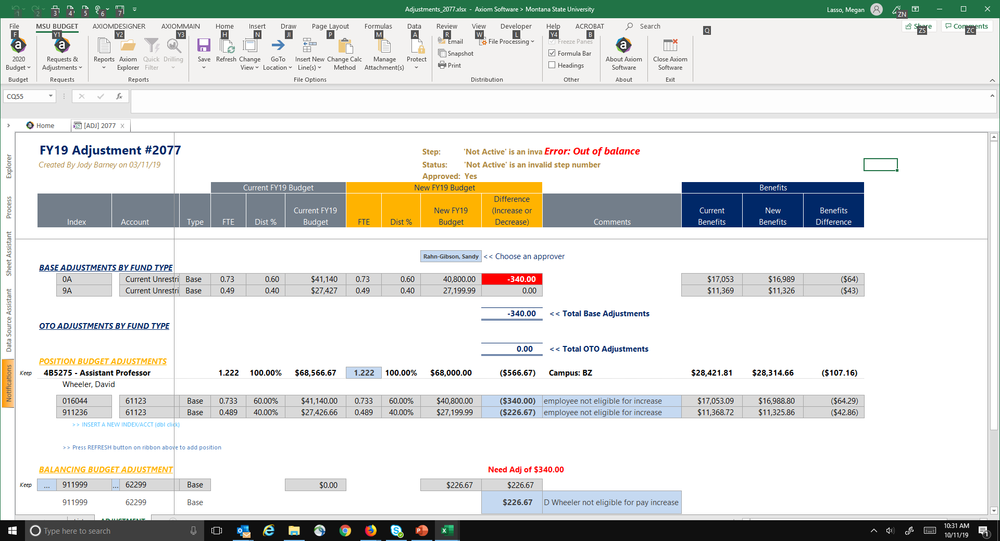 Adjustments_2077.xlsx - Axiom Software > Montana State University
Lasso, Megan
1 2 3 4 5 6 7 ZN
File MSU BUDGET AXIOMDESIGNER AXIOMMAIN Home Insert Draw Page Layout Formulas Data Review View Developer Help ACROBAT Search Share Comments
F Y1 Y2 Y3 H N JI P M A R W L Y4 B Q ZS ZC
2020 Budget
Requests & Adjustments
Reports
Axiom Explorer
Quick Filter
Drilling
Save
Refresh
Change View
GoTo Location
Insert New Line(s)
Change Calc Method
Manage Attachment(s)
Protect
Email
Snapshot
Print
File Processing
Freeze Panes
Formula Bar
Headings
About Axiom Software
Close Axiom Software
Budget Requests Reports File Options Distribution Other About Exit
CQ55 fx
Home [ADJ] 2077 X
Explorer
Process
Sheet Assistant
Data Source Assistant
Notifications
FY19 Adjustment #2077
Created By Jody Barney on 03/11/19
Step: 'Not Active' is an inva Error: Out of balance
Status: 'Not Active' is an invalid step number
Approved: Yes
Current FY19 Budget New FY19 Budget Benefits
Index Account Type FTE Dist % Current FY19 Budget FTE Dist % New FY19 Budget Difference (Increase or Decrease) Comments Current Benefits New Benefits Benefits Difference
Rahn-Gibson, Sandy << Choose an approver
BASE ADJUSTMENTS BY FUND TYPE
0A Current Unrestri Base 0.73 0.60 $41,140 0.73 0.60 40,800.00 -340.00 $17,053 $16,989 ($64)
9A Current Unrestri Base 0.49 0.40 $27,427 0.49 0.40 27,199.99 0.00 $11,369 $11,326 ($43)
-340.00 << Total Base Adjustments
OTO ADJUSTMENTS BY FUND TYPE
0.00 << Total OTO Adjustments
POSITION BUDGET ADJUSTMENTS
Keep 4B5275 - Assistant Professor 1.222 100.00% $68,566.67 1.222 100.00% $68,000.00 ($566.67) Campus: BZ $28,421.81 $28,314.66 ($107.16)
Wheeler, David
016044 61123 Base 0.733 60.00% $41,140.00 0.733 60.00% $40,800.00 ($340.00) employee not eligible for increase $17,053.09 $16,988.80 ($64.29)
911236 61123 Base 0.489 40.00% $27,426.66 0.489 40.00% $27,199.99 ($226.67) employee not eligible for increase $11,368.72 $11,325.86 ($42.86)
>> INSERT A NEW INDEX/ACCT (dbl click)
>> Press REFRESH button on ribbon above to add position
BALANCING BUDGET ADJUSTMENT Need Adj of $340.00
Keep ... 911999 ... 62299 Base $0.00 $226.67 $226.67
911999 62299 Base $226.67 D Wheeler not eligible for pay increase
ADJUSTMENT
Type here to search
10:31 AM
10/11/19
1